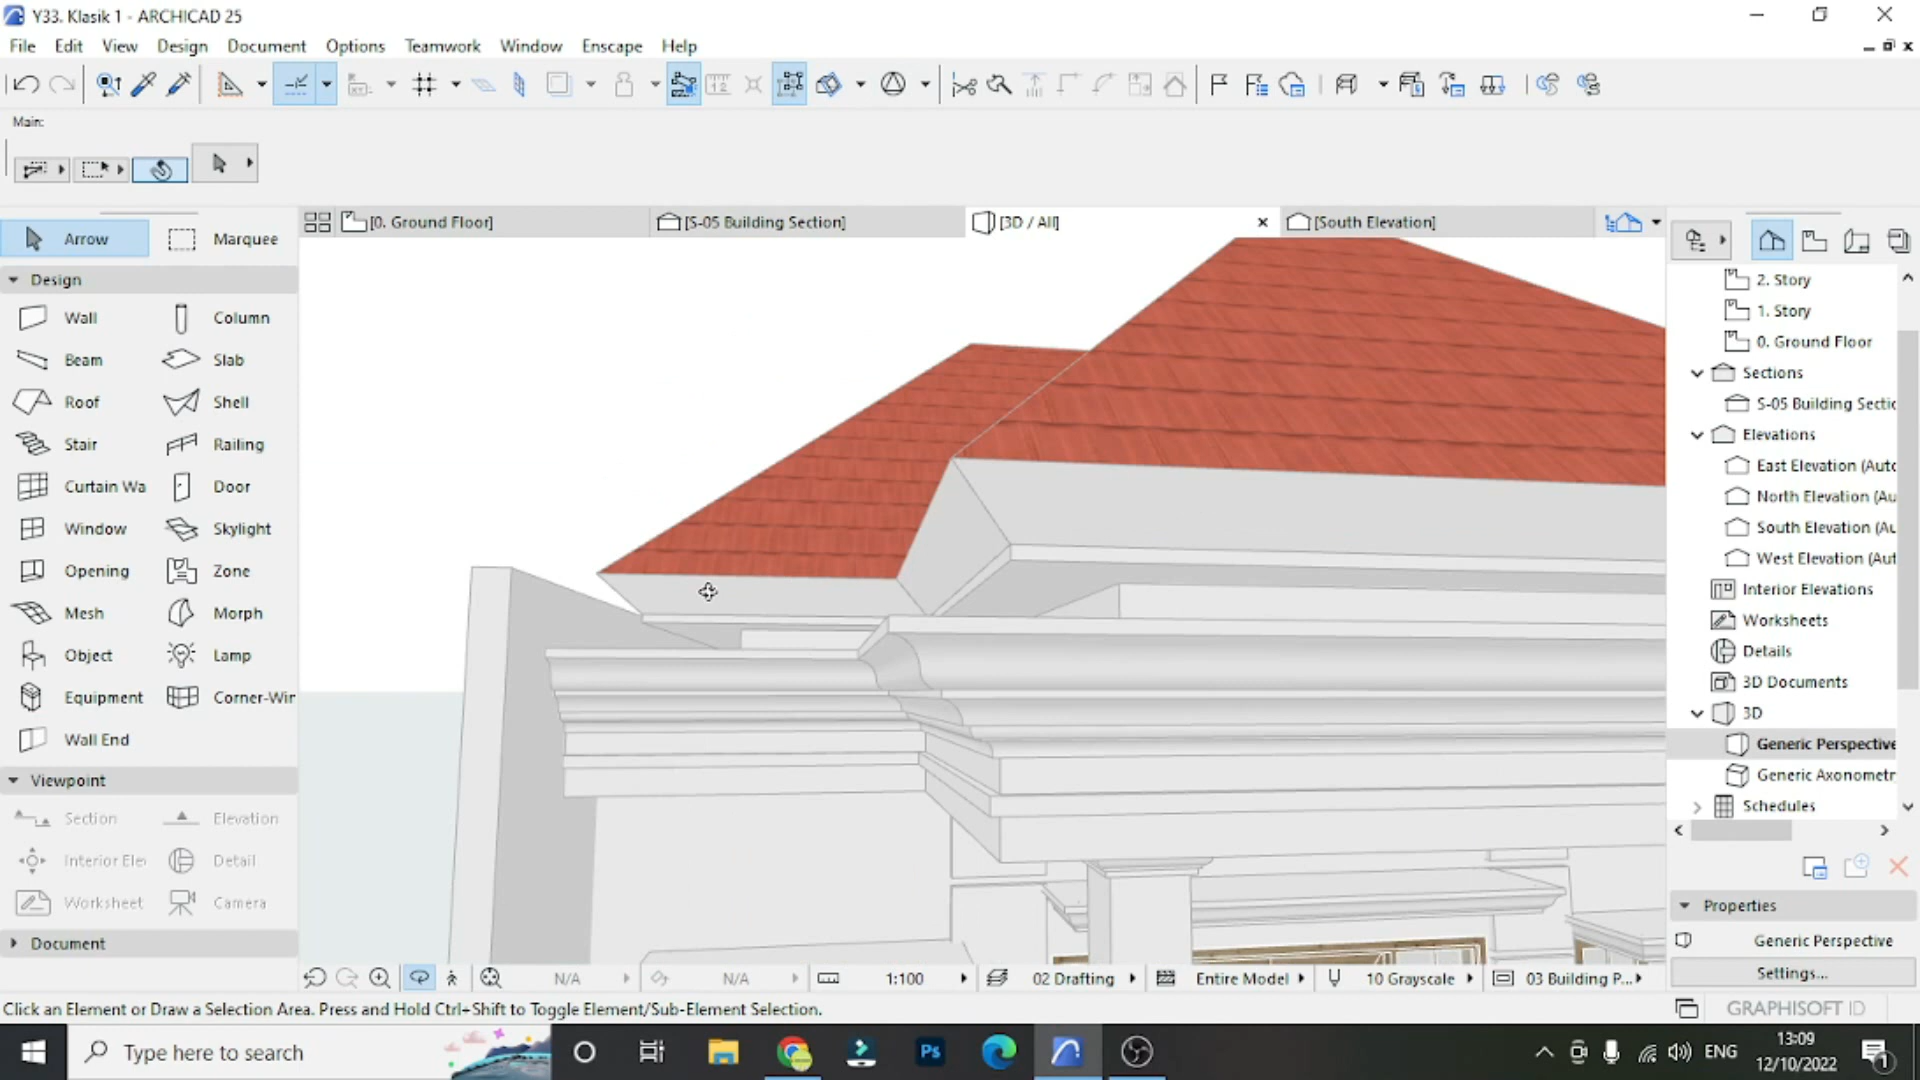 Y33. Klasik 1 - ARCHICAD 25
File Edit View Design Document Options Teamwork Window Enscape Help
Main:
[0. Ground Floor] [S-05 Building Section] [3D / All] [South Elevation]
Arrow Marquee
Design
Wall Column
Beam Slab
Roof Shell
Stair Railing
Curtain Wa Door
Window Skylight
Opening Zone
Mesh Morph
Object Lamp
Equipment Corner-Wir
Wall End
Viewpoint
Section Elevation
Interior Ele Detail
Worksheet Camera
Document
2. Story
1. Story
0. Ground Floor
Sections
S-05 Building Sectic
Elevations
East Elevation (Autc
North Elevation (Au
South Elevation (Au
West Elevation (Aut
Interior Elevations
Worksheets
Details
3D Documents
3D
Generic Perspective
Generic Axonometr
Schedules
Properties
Generic Perspective
Settings...
N/A N/A 1:100 02 Drafting Entire Model 10 Grayscale 03 Building P...
Click an Element or Draw a Selection Area. Press and Hold Ctrl+Shift to Toggle Element/Sub-Element Selection.
GRAPHISOFT ID
Type here to search
Ps
ENG
13:09
12/10/2022
1